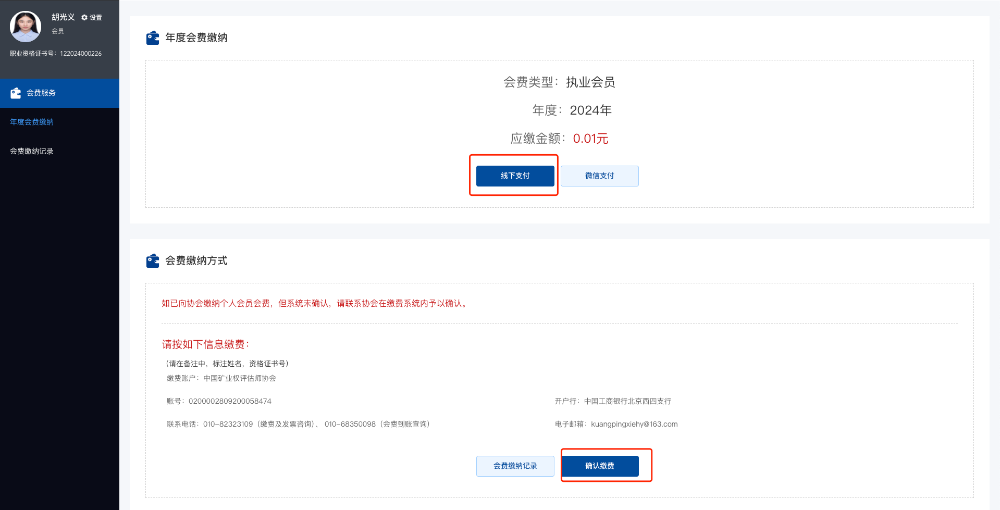 胡光义 设置
会员
职业资格证书号：122024000226
会费服务
年度会费缴纳
会费缴纳记录
年度会费缴纳
会费类型：执业会员
年度：2024年
应缴金额：0.01元
线下支付 微信支付
会费缴纳方式
如已向协会缴纳个人会员会费，但系统未确认，请联系协会在缴费系统内予以确认。
请按如下信息缴费：
（请在备注中，标注姓名，资格证书号）
缴费账户：中国矿业权评估师协会
账号：0200002809200058474 开户行：中国工商银行北京西四支行
联系电话：010-82323109（缴费及发票咨询）、010-68350098（会费到账查询） 电子邮箱：kuangpingxiehy@163.com
会费缴纳记录 确认缴费